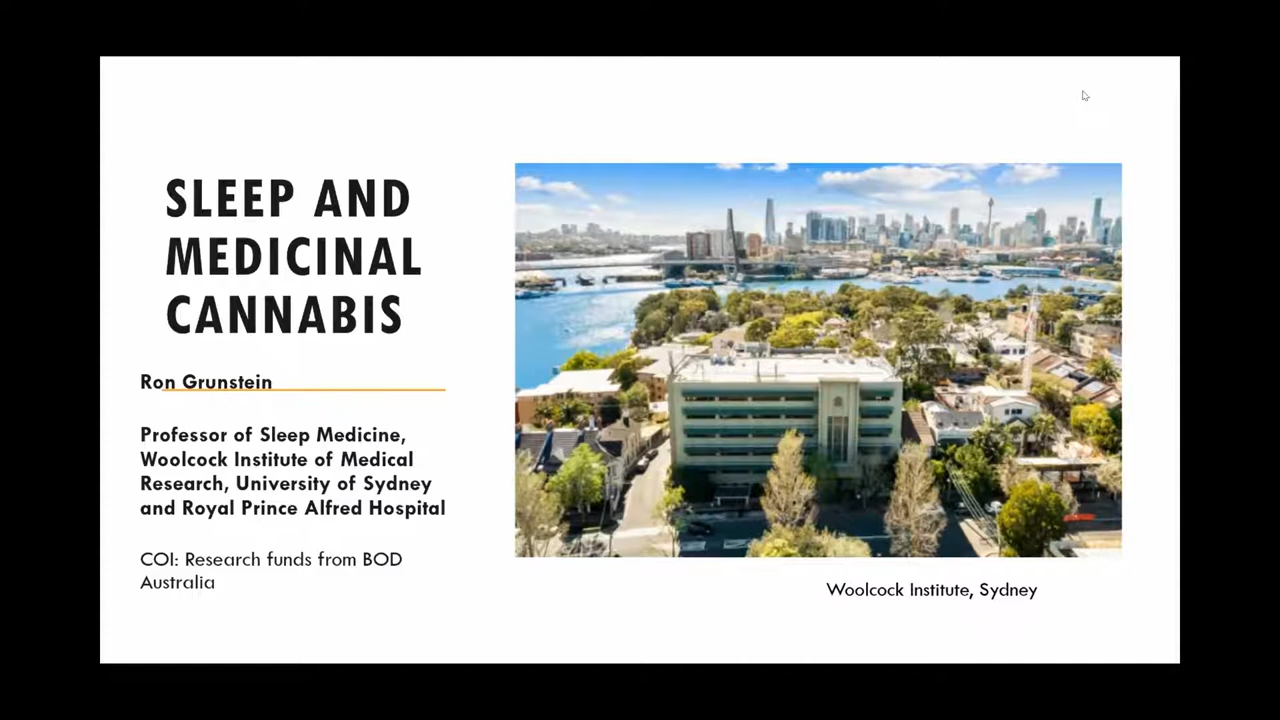 SLEEP AND
MEDICINAL
CANNABIS
Ron Grunstein
Professor of Sleep Medicine,
Woolcock Institute of Medical
Research, University of Sydney
and Royal Prince Alfred Hospital
COI: Research funds from BOD
Australia
Woolcock Institute, Sydney